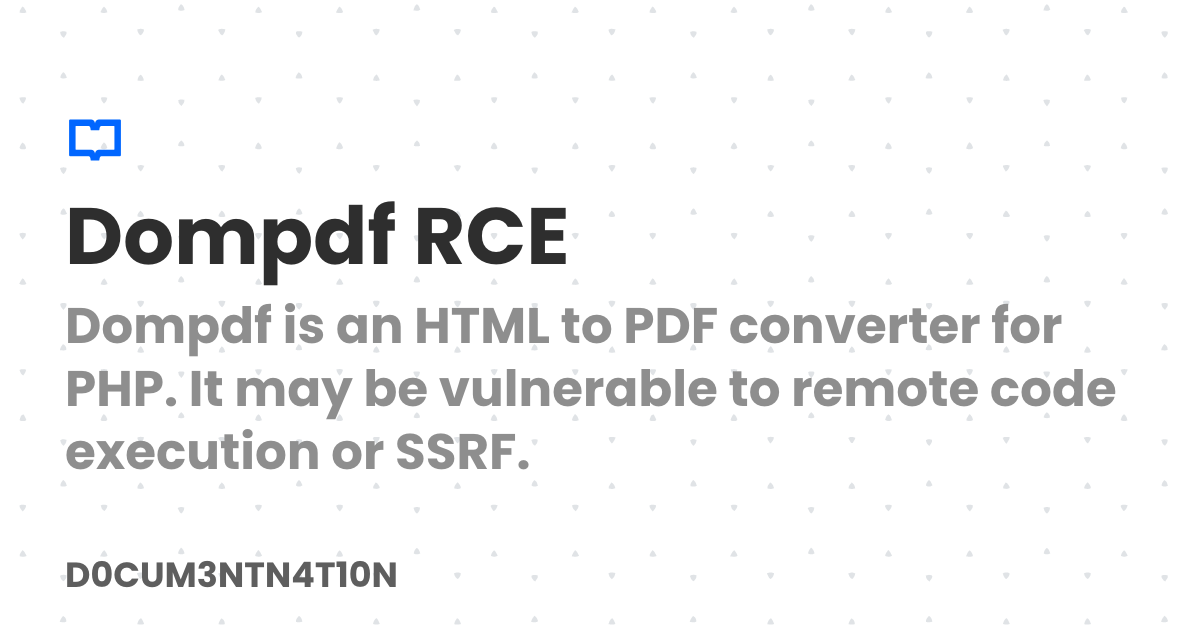 Dompdf RCE
Dompdf is an HTML to PDF converter for
PHP. It may be vulnerable to remote code
execution or SSRF.
D0CUM3NTN4T10N